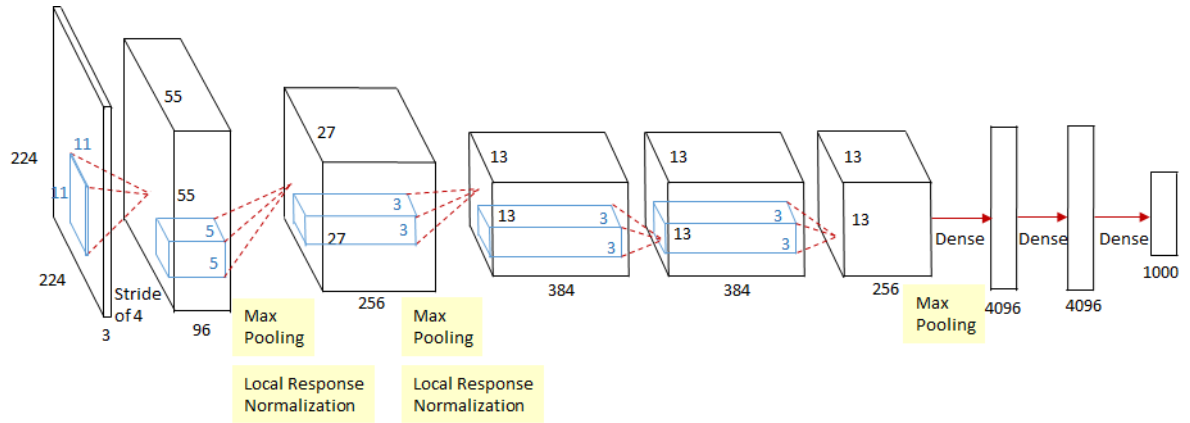 224
224
11
11
3
Stride
of 4
55
55
5
5
96
Max
Pooling
Local Response
Normalization
27
27
3
3
256
Max
Pooling
Local Response
Normalization
13
13
3
3
384
13
13
3
3
384
13
13
256
Max
Pooling
Dense
4096
Dense
4096
Dense
1000